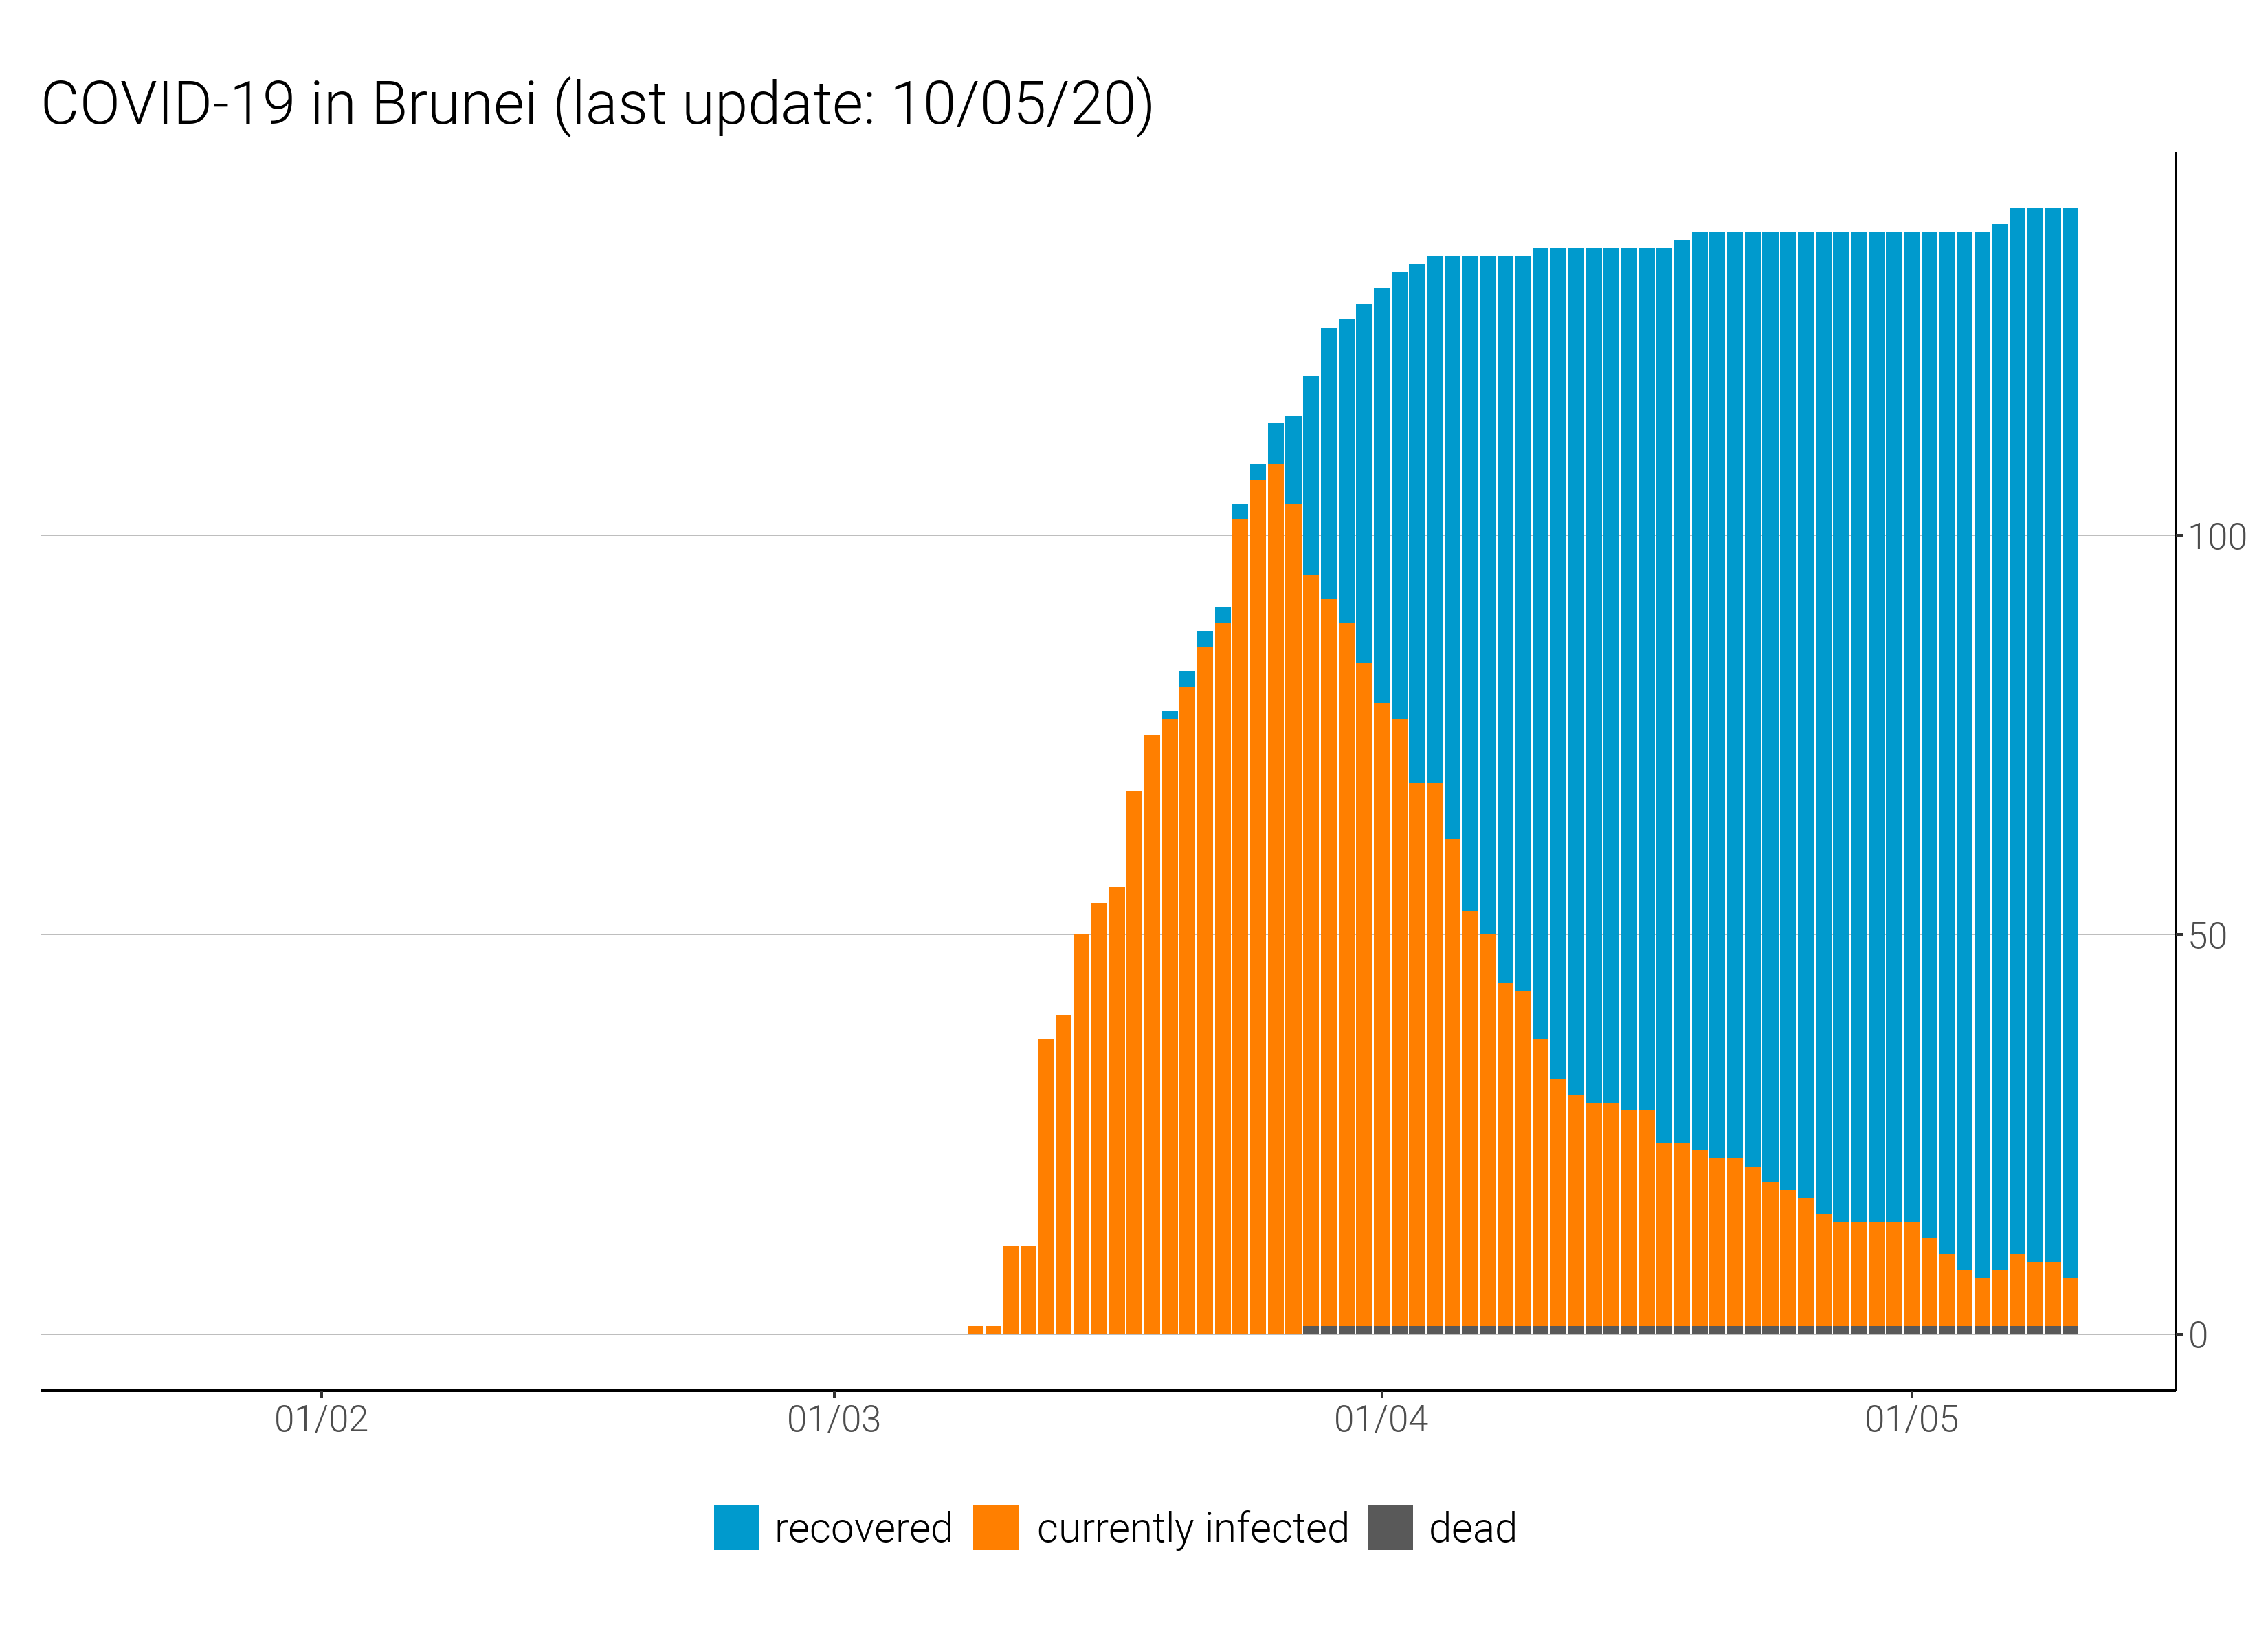 COVID-19 in Brunei (last update: 10/05/20)
100
50
0
01/02 01/03 01/04 01/05
recovered currently infected dead